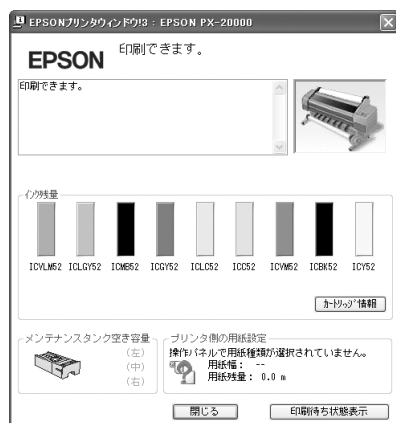 EPSONプリンタウィンドウ!3 : EPSON PX-20000
EPSON
印刷できます。
印刷できます。
インク残量
ICVLM52 ICLGY52 ICMB52 ICGY52 ICLC52 ICC52 ICVM52 ICBK52 ICY52
カートリッジ情報
メンテナンスタンク空き容量
(左)
(中)
(右)
プリンタ側の用紙設定
操作パネルで用紙種類が選択されていません。
用紙幅: --
用紙残量: 0.0 m
閉じる
印刷待ち状態表示